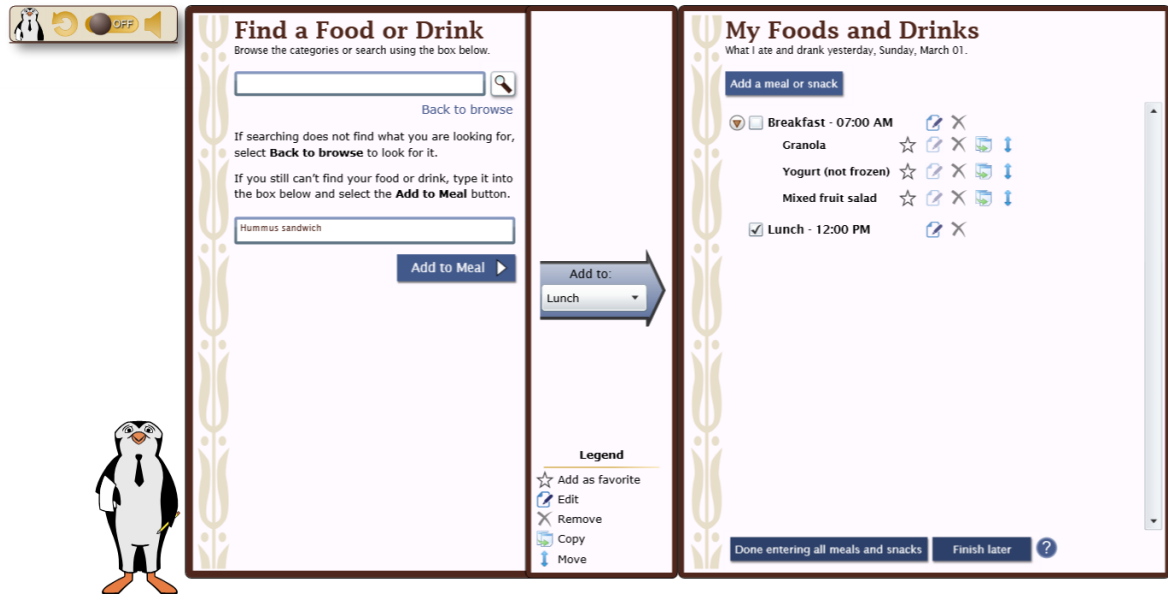 OFF
Find a Food or Drink
Browse the categories or search using the box below.
Back to browse
If searching does not find what you are looking for,
select Back to browse to look for it.
If you still can't find your food or drink, type it into
the box below and select the Add to Meal button.
Hummus sandwich
Add to Meal
Add to:
Lunch
Legend
Add as favorite
Edit
Remove
Copy
Move
My Foods and Drinks
What I ate and drank yesterday, Sunday, March 01.
Add a meal or snack
Breakfast - 07:00 AM
Granola
Yogurt (not frozen)
Mixed fruit salad
Lunch - 12:00 PM
Done entering all meals and snacks
Finish later
?